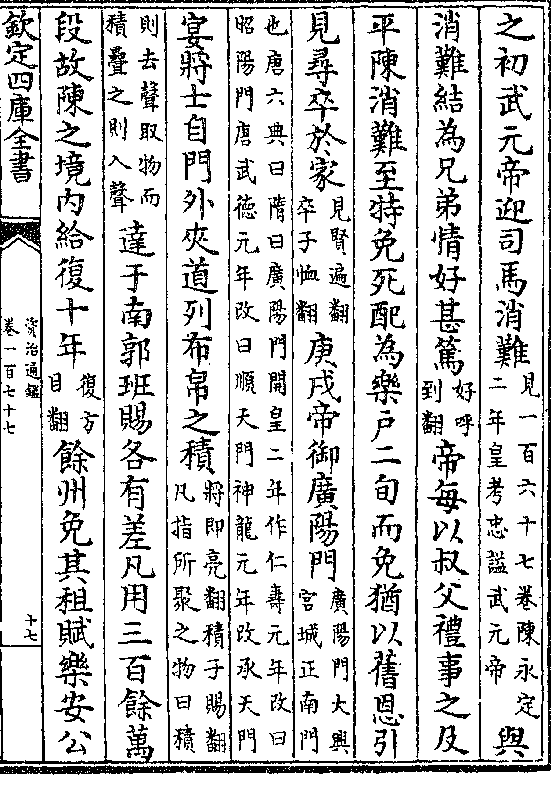 之初武元帝迎司馬消難見一百六十七卷陳永定二年皇考忠謚武元帝與
消難結為兄弟情好甚篤好呼到翻帝每以叔父禮事之及
平陳消難至特免死配為樂戶二旬而免猶以舊恩引
見尋卒於家見賢遍翻卒子恤翻庚戌帝御廣陽門廣陽門大興宮城正南門
也唐六典曰隋曰廣陽門開皇二年作仁壽元年改曰昭陽門唐武德元年改曰順天門神龍元年改承天門
宴將士自門外夾道列布帛之積將即亮翻積子賜翻凡指所聚之物曰積
則去聲取物而積疊之則入聲達于南郭班賜各有差凡用三百餘萬
段故陳之境內給復十年復方目翻餘州免其租賦樂安公
欽定四庫全書
資治通鑑
卷一百七十七
十七